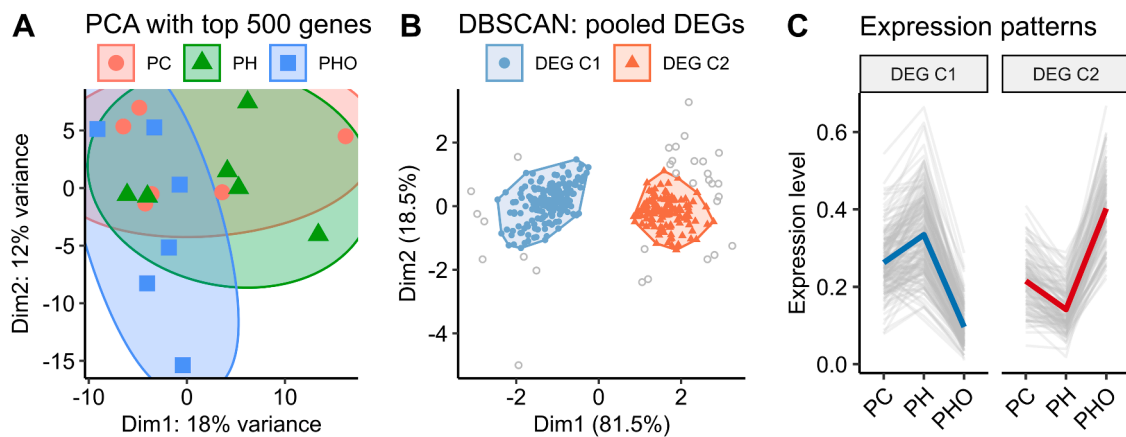 A PCA with top 500 genes
PC PH PHO
5
0
-5
-10
-15
Dim2: 12% variance
-10 0 10
Dim1: 18% variance
B DBSCAN: pooled DEGs
DEG C1 DEG C2
2
0
-2
-4
Dim2 (18.5%)
-2 0 2
Dim1 (81.5%)
C Expression patterns
DEG C1 DEG C2
0.6
0.4
0.2
0.0
Expression level
PC PH PHO PC PH PHO